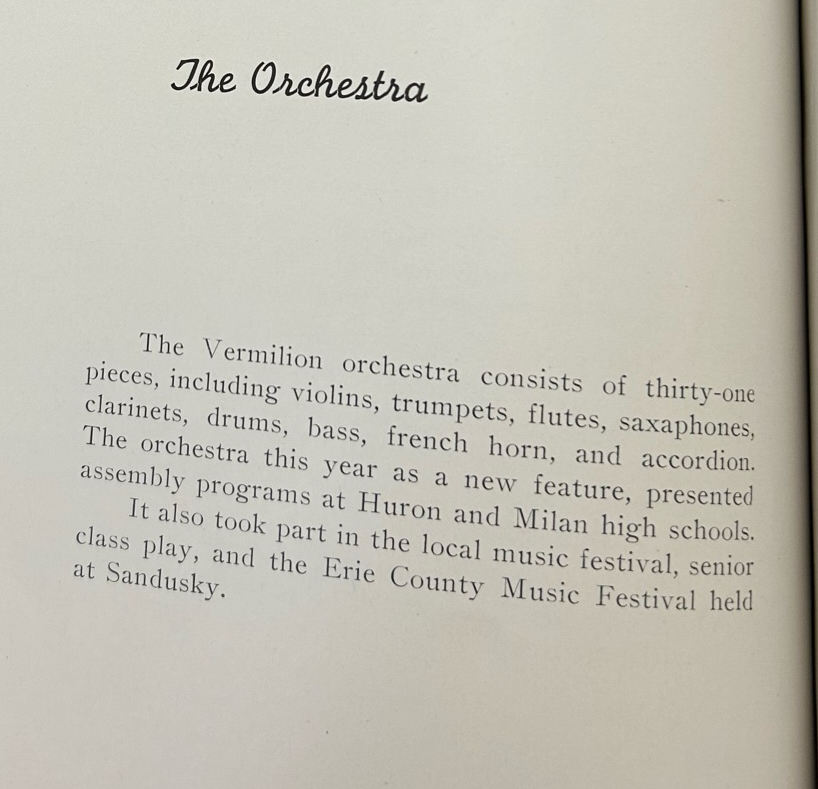 The Orchestra
The Vermilion orchestra consists of thirty-one
pieces, including violins, trumpets, flutes, saxaphones,
clarinets, drums, bass, french horn, and accordion.
The orchestra this year as a new feature, presented
assembly programs at Huron and Milan high schools.
It also took part in the local music festival, senior
class play, and the Erie County Music Festival held
at Sandusky.